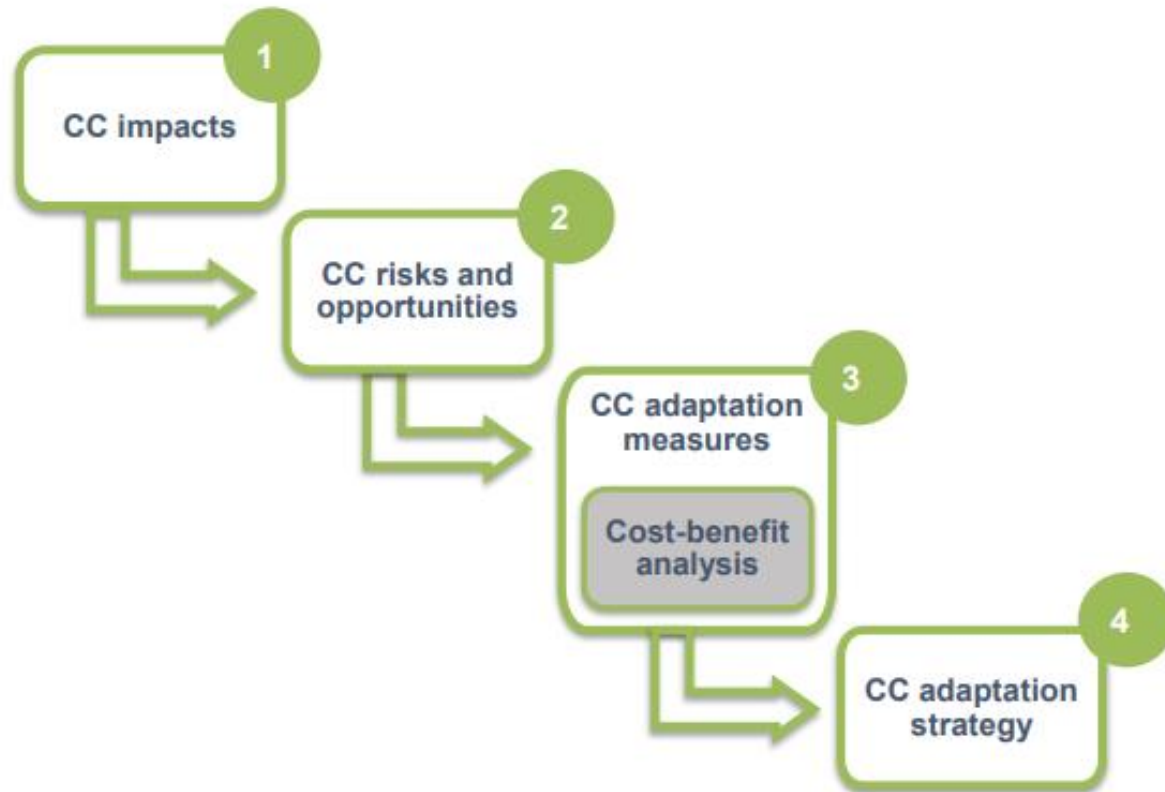 1
CC impacts
2
CC risks and
opportunities
3
CC adaptation
measures
Cost-benefit
analysis
4
CC adaptation
strategy